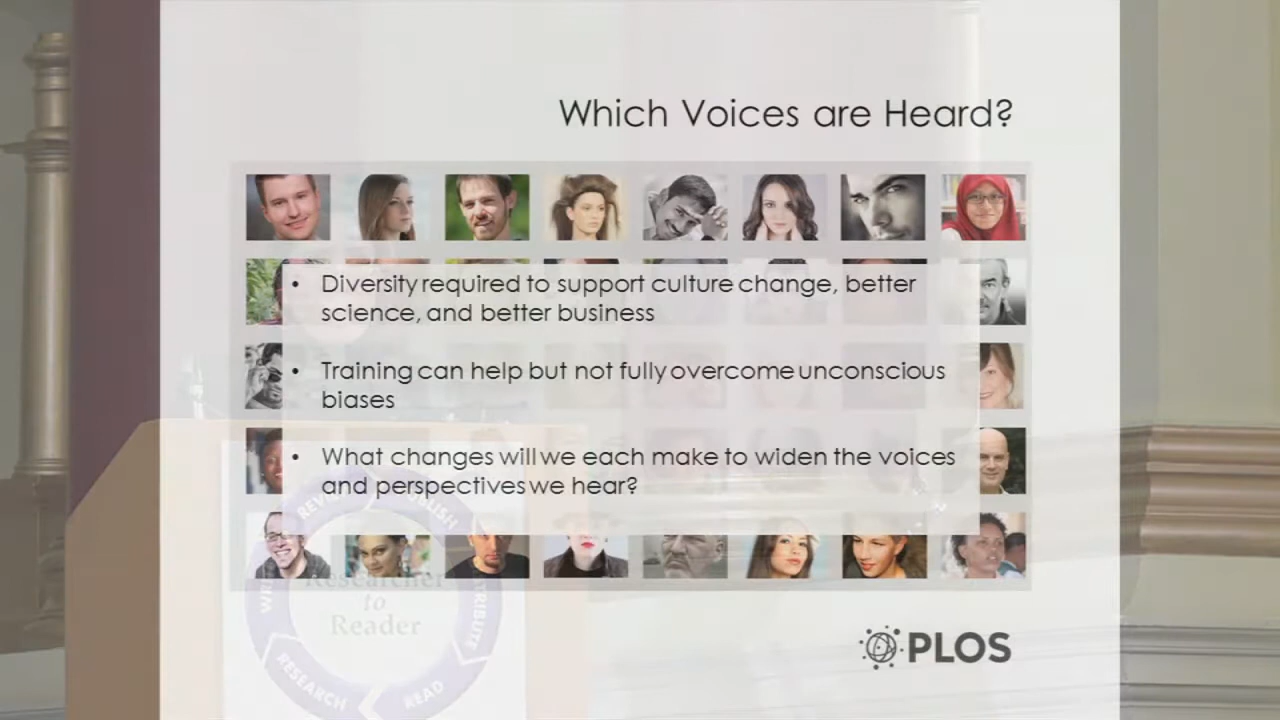 Which Voices are Heard?
• Diversity required to support culture change, better
science, and better business
• Training can help but not fully overcome unconscious
biases
• What changes will we each make to widen the voices
and perspectives we hear?
Researcher
to
Reader
RESEARCH
READ
PLOS